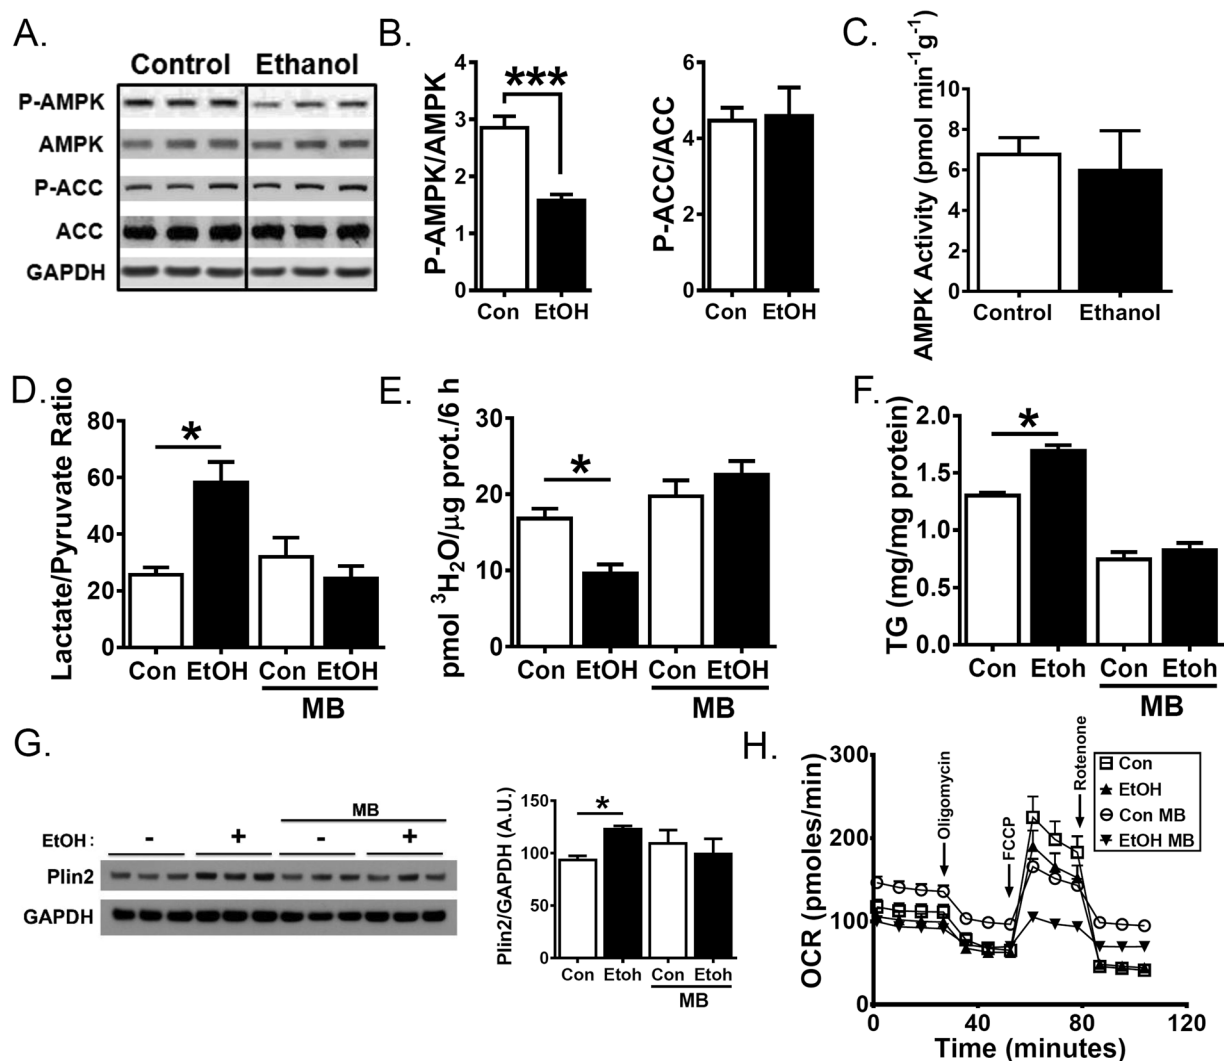 A.
Control Ethanol
P-AMPK
AMPK
P-ACC
ACC
GAPDH
B.
P-AMPK/AMPK
4
3
2
1
0
***
Con EtOH
P-ACC/ACC
6
4
2
0
Con EtOH
C.
AMPK Activity (pmol min⁻¹g⁻¹)
10
8
6
4
2
0
Control Ethanol
D.
Lactate/Pyruvate Ratio
80
60
40
20
0
*
Con EtOH Con EtOH
MB
E.
pmol ³H₂O/µg prot./6 h
30
20
10
0
*
Con EtOH Con EtOH
MB
F.
TG (mg/mg protein)
2.0
1.5
1.0
0.5
0.0
*
Con Etoh Con Etoh
MB
G.
MB
EtOH: - + - +
Plin2
GAPDH
Plin2/GAPDH (A.U.)
150
100
50
0
*
Con Etoh Con Etoh
MB
H.
OCR (pmoles/min)
300
200
100
0
0 40 80 120
Time (minutes)
Oligomycin
FCCP
Rotenone
Con
EtOH
Con MB
EtOH MB